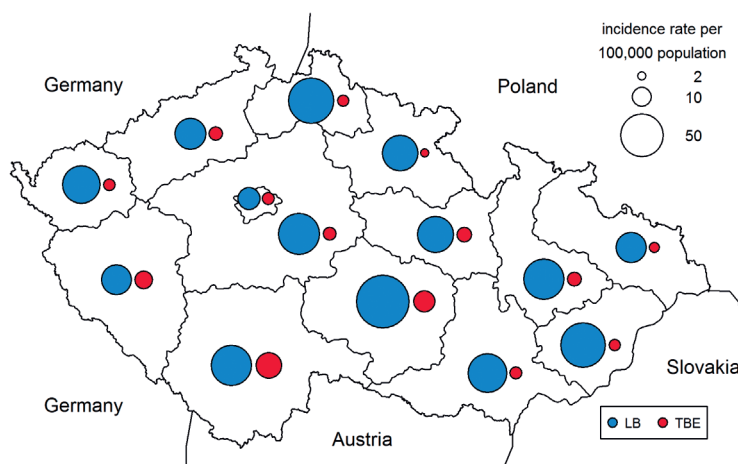 incidence rate per
100,000 population
2
10
50
Germany
Poland
Slovakia
Germany
Austria
LB TBE